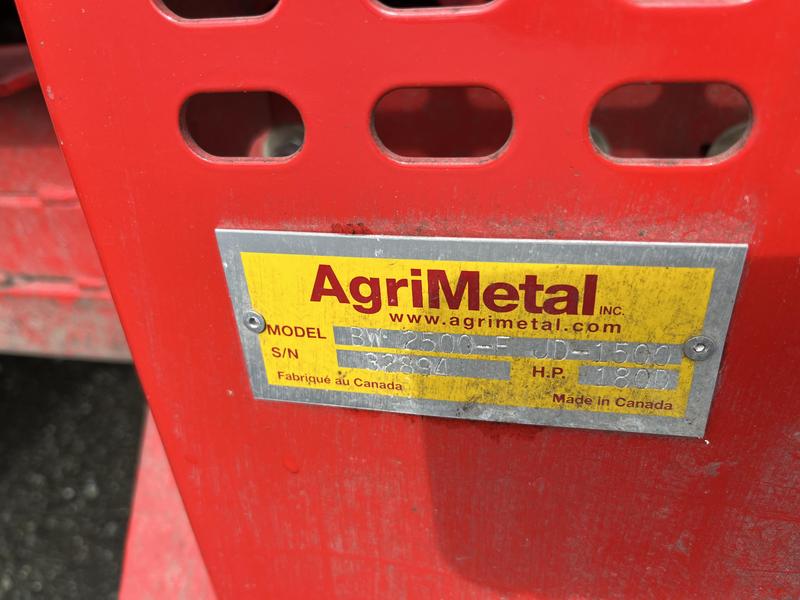 AgriMetal INC.
www.agrimetal.com
MODEL BW 2500-F JD-1500
S/N 32894 H.P. 1800
Fabriqué au Canada Made in Canada